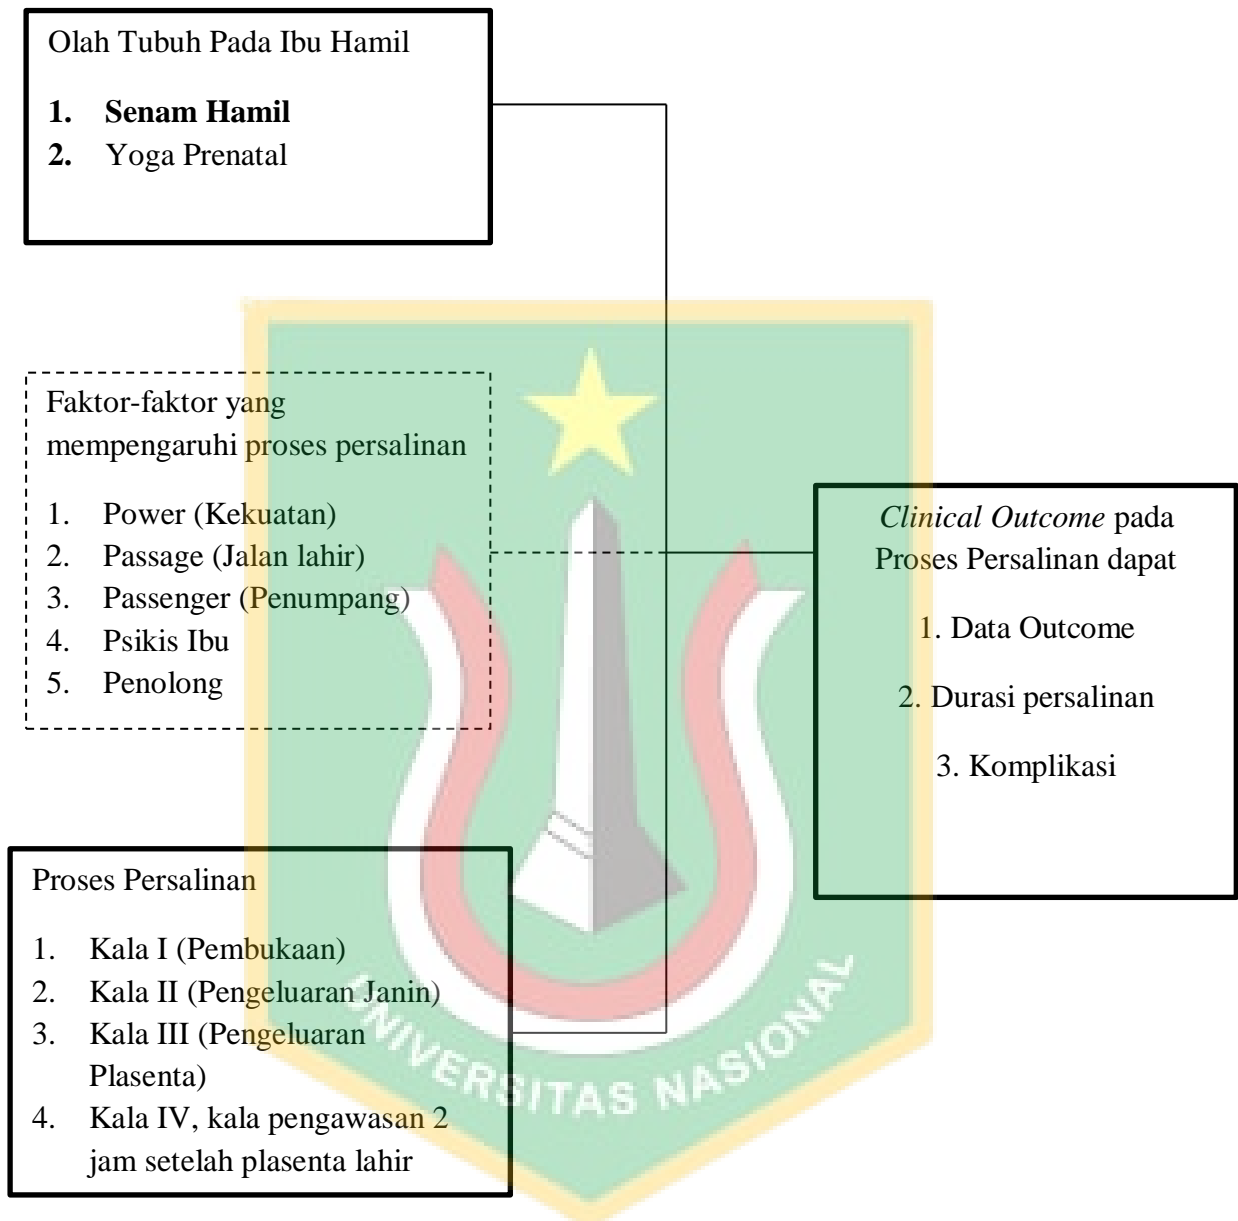 Olah Tubuh Pada Ibu Hamil
1. Senam Hamil
2. Yoga Prenatal
Faktor-faktor yang
mempengaruhi proses persalinan
1. Power (Kekuatan)
2. Passage (Jalan lahir)
3. Passenger (Penumpang)
4. Psikis Ibu
5. Penolong
Clinical Outcome pada
Proses Persalinan dapat
1. Data Outcome
2. Durasi persalinan
3. Komplikasi
Proses Persalinan
1. Kala I (Pembukaan)
2. Kala II (Pengeluaran Janin)
3. Kala III (Pengeluaran
Plasenta)
4. Kala IV, kala pengawasan 2
jam setelah plasenta lahir
UNIVERSITAS NASIONAL